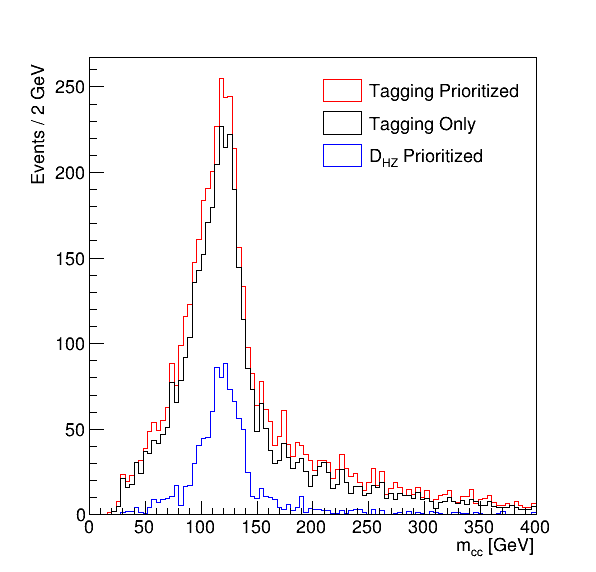 Events / 2 GeV
250
200
150
100
50
0
Tagging Prioritized
Tagging Only
D_HZ Prioritized
0 50 100 150 200 250 300 350 400
m_cc [GeV]